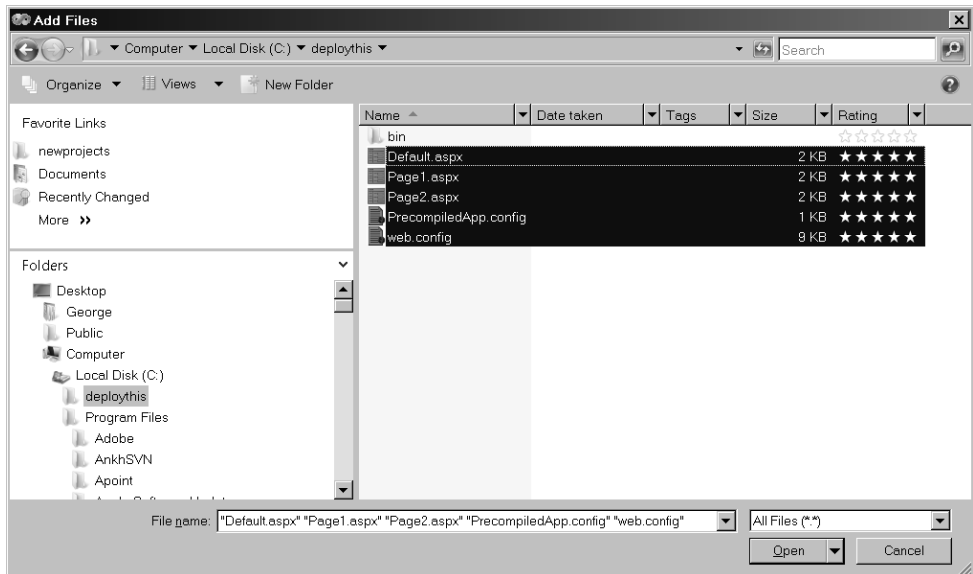 Add Files
Computer Local Disk (C:) deploythis
Search
Organize Views New Folder
Favorite Links
newprojects
Documents
Recently Changed
More
Folders
Desktop
George
Public
Computer
Local Disk (C:)
deploythis
Program Files
Adobe
AnkhSVN
Apoint
Name Date taken Tags Size Rating
bin
Default.aspx 2 KB
Page1.aspx 2 KB
Page2.aspx 2 KB
PrecompiledApp.config 1 KB
web.config 9 KB
File name: "Default.aspx" "Page1.aspx" "Page2.aspx" "PrecompiledApp.config" "web.config"
All Files (*.*)
Open Cancel